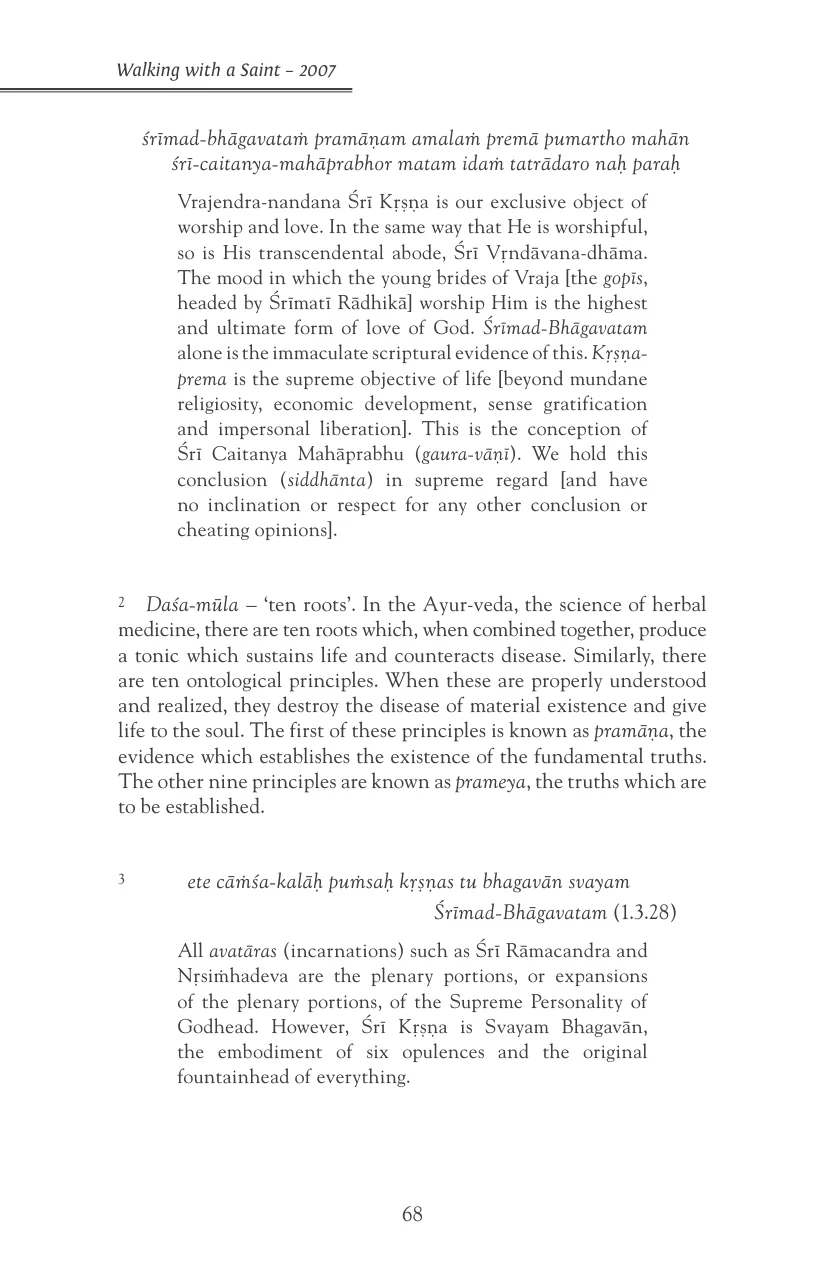 Walking with a Saint – 2007
śrīmad-bhāgavataṁ pramāṇam amalaṁ premā pumartho mahān
śrī-caitanya-mahāprabhor matam idaṁ tatrādaro naḥ paraḥ
Vrajendra-nandana Śrī Kṛṣṇa is our exclusive object of
worship and love. In the same way that He is worshipful,
so is His transcendental abode, Śrī Vṛndāvana-dhāma.
The mood in which the young brides of Vraja [the gopīs,
headed by Śrīmatī Rādhikā] worship Him is the highest
and ultimate form of love of God. Śrīmad-Bhāgavatam
alone is the immaculate scriptural evidence of this. Kṛṣṇa-
prema is the supreme objective of life [beyond mundane
religiosity, economic development, sense gratification
and impersonal liberation]. This is the conception of
Śrī Caitanya Mahāprabhu (gaura-vāṇī). We hold this
conclusion (siddhānta) in supreme regard [and have
no inclination or respect for any other conclusion or
cheating opinions].
2 Daśa-mūla – ‘ten roots’. In the Ayur-veda, the science of herbal
medicine, there are ten roots which, when combined together, produce
a tonic which sustains life and counteracts disease. Similarly, there
are ten ontological principles. When these are properly understood
and realized, they destroy the disease of material existence and give
life to the soul. The first of these principles is known as pramāṇa, the
evidence which establishes the existence of the fundamental truths.
The other nine principles are known as prameya, the truths which are
to be established.
3 ete cāṁśa-kalāḥ puṁsaḥ kṛṣṇas tu bhagavān svayam
Śrīmad-Bhāgavatam (1.3.28)
All avatāras (incarnations) such as Śrī Rāmacandra and
Nṛsiṁhadeva are the plenary portions, or expansions
of the plenary portions, of the Supreme Personality of
Godhead. However, Śrī Kṛṣṇa is Svayam Bhagavān,
the embodiment of six opulences and the original
fountainhead of everything.
68